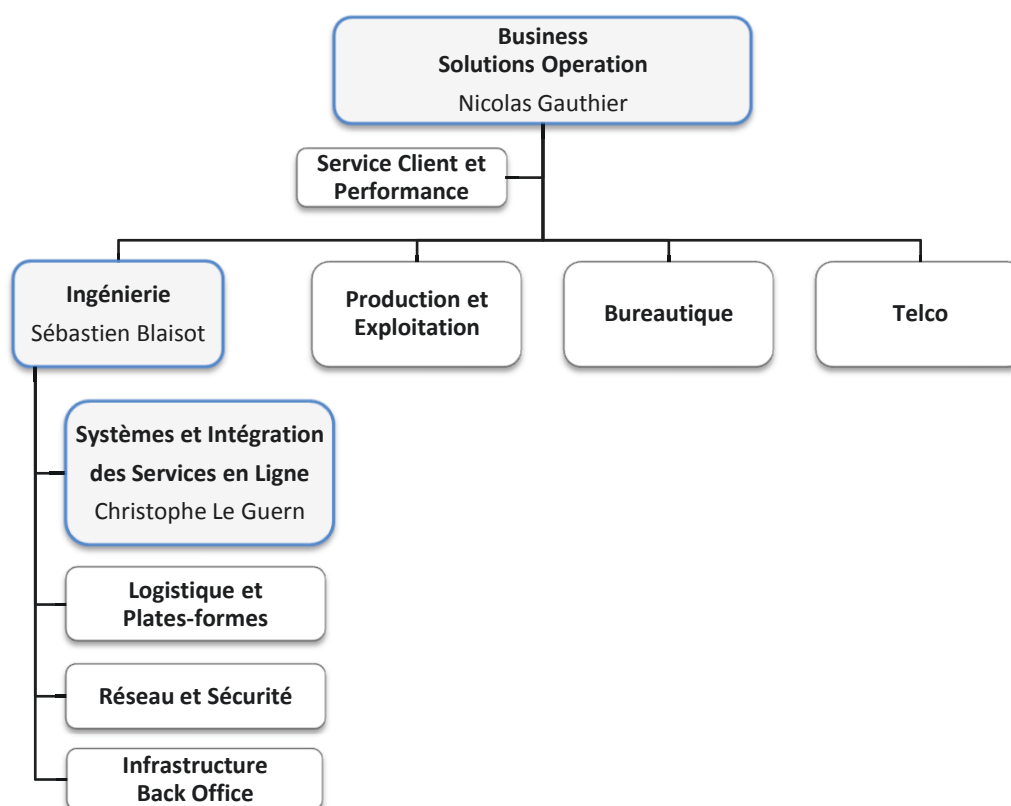 Business
Solutions Operation
Nicolas Gauthier
Service Client et
Performance
Ingénierie
Sébastien Blaisot
Production et
Exploitation
Bureautique
Telco
Systèmes et Intégration
des Services en Ligne
Christophe Le Guern
Logistique et
Plates-formes
Réseau et Sécurité
Infrastructure
Back Office